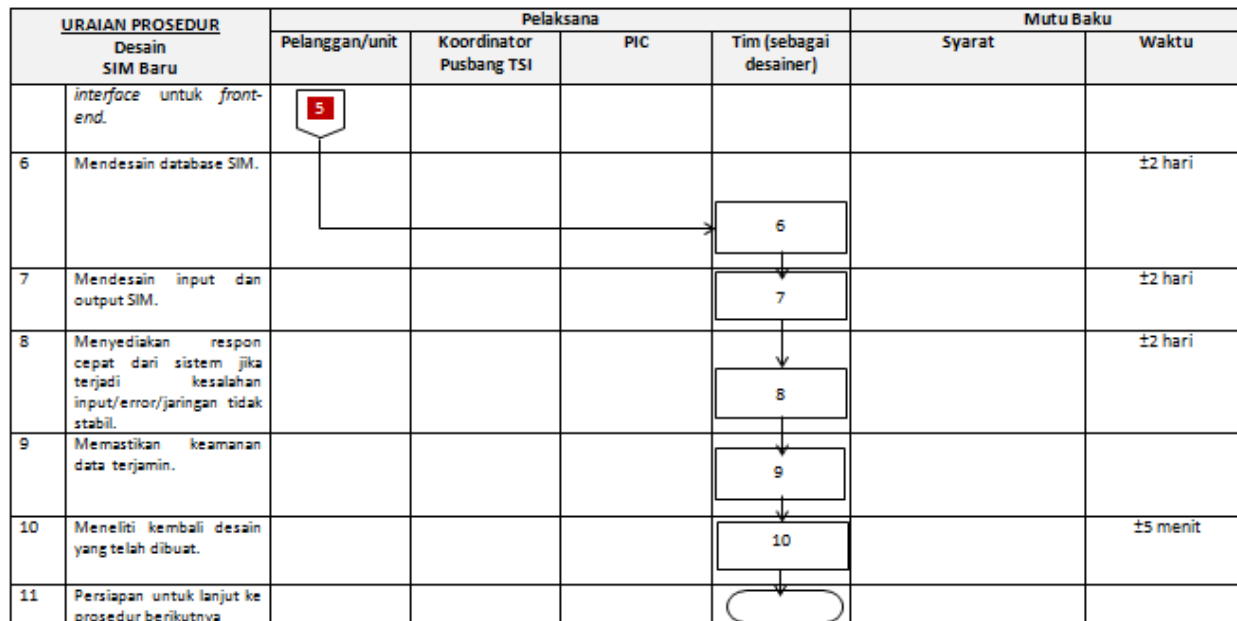 URAIAN PROSEDUR
Desain
SIM Baru
Pelaksana
Mutu Baku
Pelanggan/unit
Koordinator
Pusbang TSI
PIC
Tim (sebagai
desainer)
Syarat
Waktu
interface untuk front-
end.
5
6
Mendesain database SIM.
±2 hari
6
7
Mendesain input dan
output SIM.
±2 hari
7
8
Menyediakan respon
cepat dari sistem jika
terjadi kesalahan
input/error/jaringan tidak
stabil.
±2 hari
8
9
Memastikan keamanan
data terjamin.
9
10
Meneliti kembali desain
yang telah dibuat.
±5 menit
10
11
Persiapan untuk lanjut ke
prosedur berikutnya